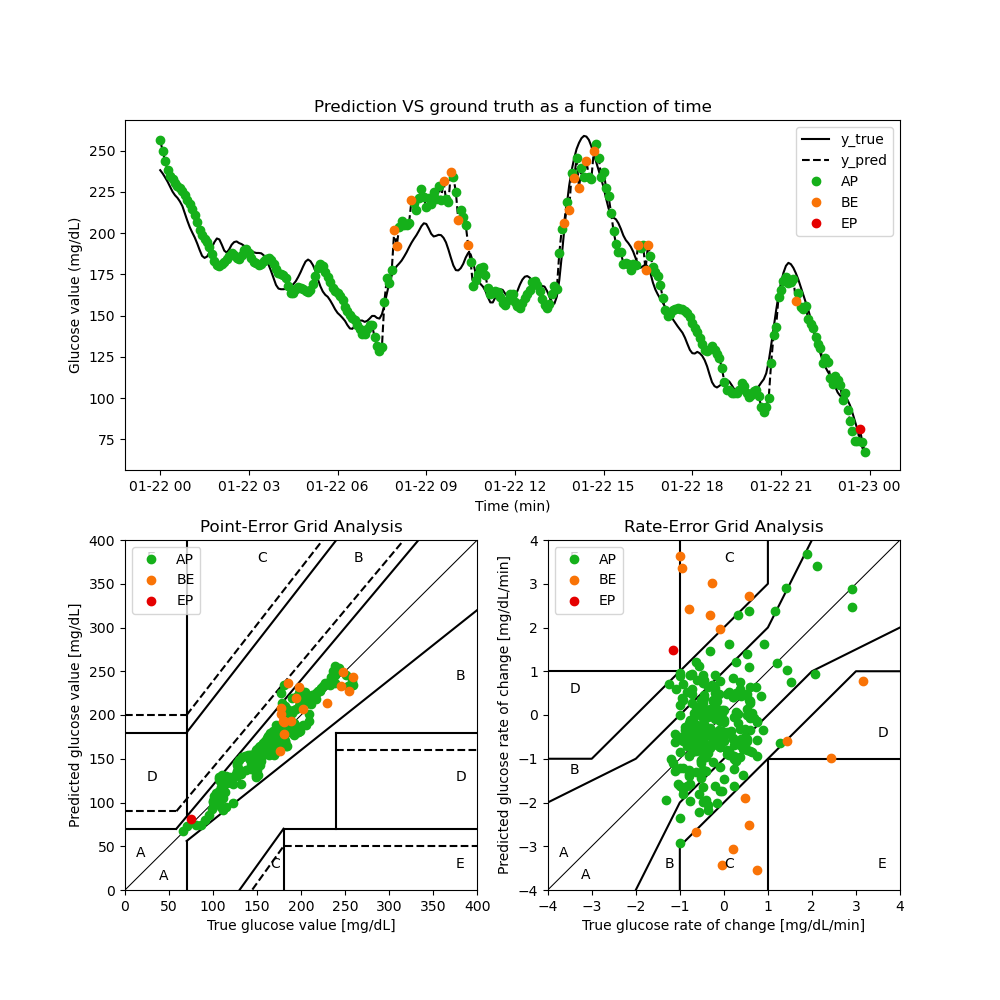 Prediction VS ground truth as a function of time
Glucose value (mg/dL)
250
225
200
175
150
125
100
75
y_true
y_pred
AP
BE
EP
01-22 00 01-22 03 01-22 06 01-22 09 01-22 12 01-22 15 01-22 18 01-22 21 01-23 00
Time (min)
Point-Error Grid Analysis
Predicted glucose value [mg/dL]
400
350
300
250
200
150
100
50
0
AP
BE
EP
C
B
B
D
D
A
A
C
E
0 50 100 150 200 250 300 350 400
True glucose value [mg/dL]
Rate-Error Grid Analysis
Predicted glucose rate of change [mg/dL/min]
4
3
2
1
0
−1
−2
−3
−4
AP
BE
EP
C
D
D
B
A
A
B
C
E
−4 −3 −2 −1 0 1 2 3 4
True glucose rate of change [mg/dL/min]